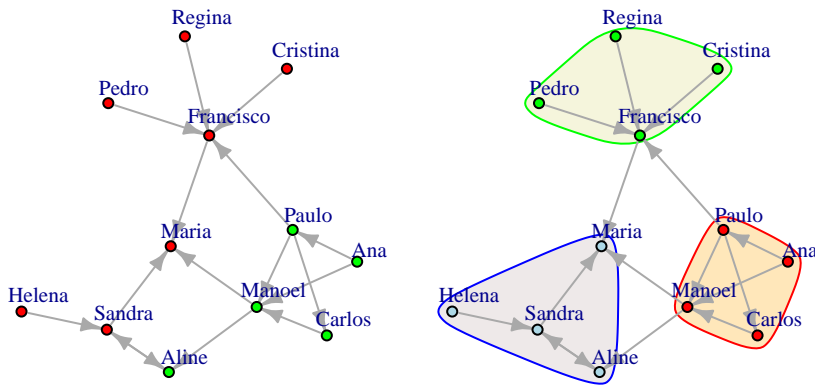 Regina
Cristina
Pedro
Francisco
Paulo
Maria
Ana
Helena
Manoel
Sandra
Carlos
Aline
Regina
Cristina
Pedro
Francisco
Paulo
Maria
Ana
Helena
Manoel
Sandra
Carlos
Aline